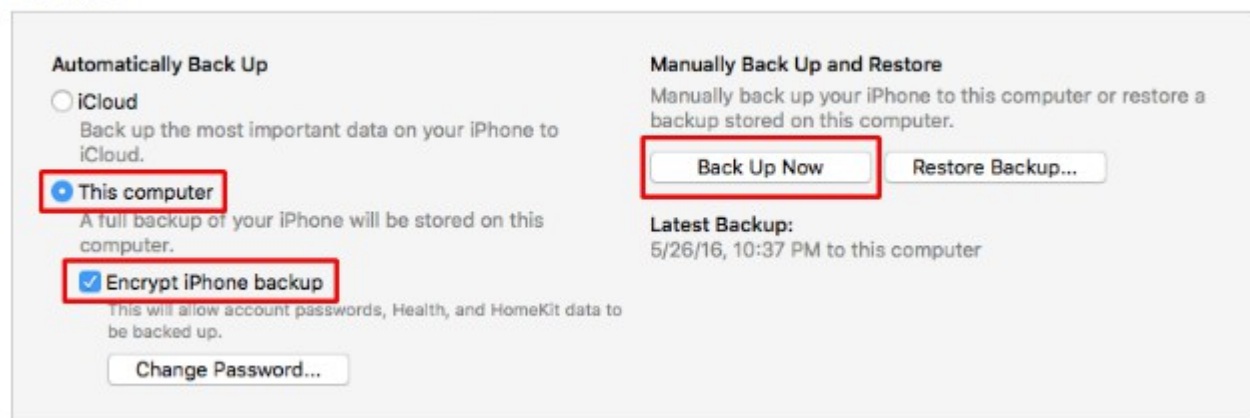 Automatically Back Up
iCloud
Back up the most important data on your iPhone to
iCloud.
This computer
A full backup of your iPhone will be stored on this
computer.
Encrypt iPhone backup
This will allow account passwords, Health, and HomeKit data to
be backed up.
Change Password...
Manually Back Up and Restore
Manually back up your iPhone to this computer or restore a
backup stored on this computer.
Back Up Now
Restore Backup...
Latest Backup:
5/26/16, 10:37 PM to this computer